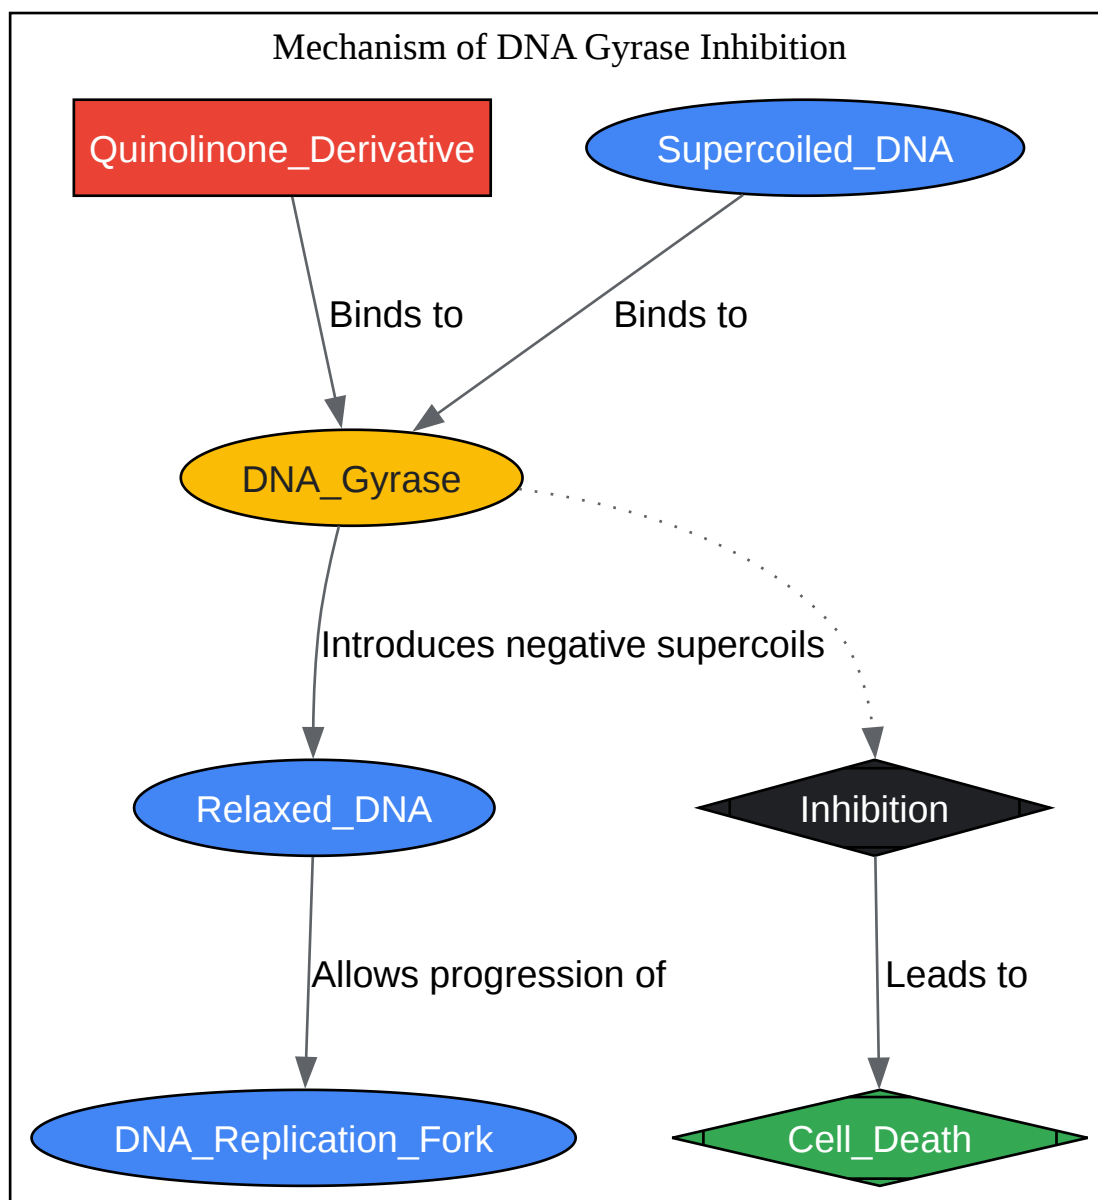 Mechanism of DNA Gyrase Inhibition
Quinolinone_Derivative
Supercoiled_DNA
Binds to
Binds to
DNA_Gyrase
Introduces negative supercoils
Relaxed_DNA
Inhibition
Allows progression of
Leads to
DNA_Replication_Fork
Cell_Death